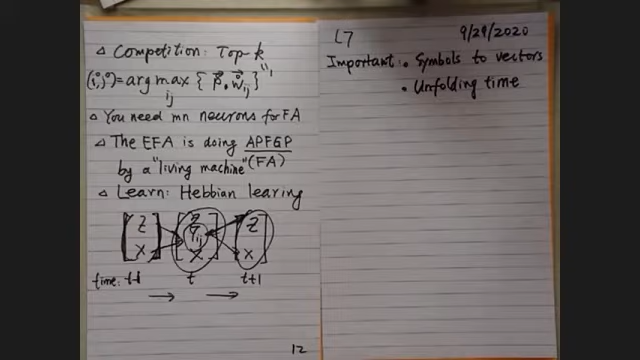 △ Competition: Top k
(i,j)=arg max { p⃗ . w⃗ij }
ij
△ You need mn neurons for FA
△ The EFA is doing APFGP
by a "living machine" (FA)
△ Learn: Hebbian learing
Z Z Z
X Yij X
X
time: t-1 t t+1
12
L7 9/29/2020
Important: • Symbols to vectors
• Unfolding time